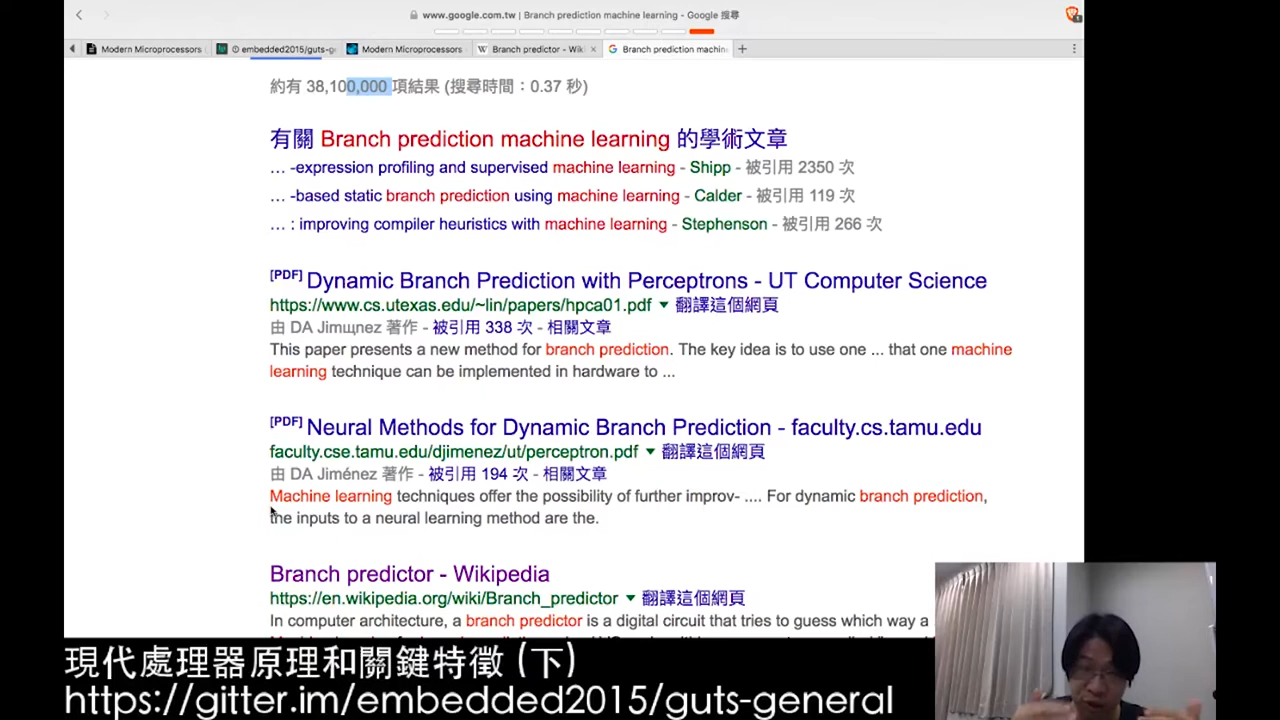 www.google.com.tw | Branch prediction machine learning - Google 搜尋
Modern Microprocessors
embedded2015/guts-g
Modern Microprocessors
Branch predictor - Wiki
Branch prediction machin
約有 38,100,000 項結果 (搜尋時間：0.37 秒)
有關 Branch prediction machine learning 的學術文章
... -expression profiling and supervised machine learning - Shipp - 被引用 2350 次
... -based static branch prediction using machine learning - Calder - 被引用 119 次
... : improving compiler heuristics with machine learning - Stephenson - 被引用 266 次
[PDF] Dynamic Branch Prediction with Perceptrons - UT Computer Science
https://www.cs.utexas.edu/~lin/papers/hpca01.pdf ▼ 翻譯這個網頁
由 DA Jimщnez 著作 - 被引用 338 次 - 相關文章
This paper presents a new method for branch prediction. The key idea is to use one ... that one machine
learning technique can be implemented in hardware to ...
[PDF] Neural Methods for Dynamic Branch Prediction - faculty.cs.tamu.edu
faculty.cse.tamu.edu/djimenez/ut/perceptron.pdf ▼ 翻譯這個網頁
由 DA Jiménez 著作 - 被引用 194 次 - 相關文章
Machine learning techniques offer the possibility of further improv- .... For dynamic branch prediction,
the inputs to a neural learning method are the.
Branch predictor - Wikipedia
https://en.wikipedia.org/wiki/Branch_predictor ▼ 翻譯這個網頁
In computer architecture, a branch predictor is a digital circuit that tries to guess which way a
現代處理器原理和關鍵特徵 (下)
https://gitter.im/embedded2015/guts-general